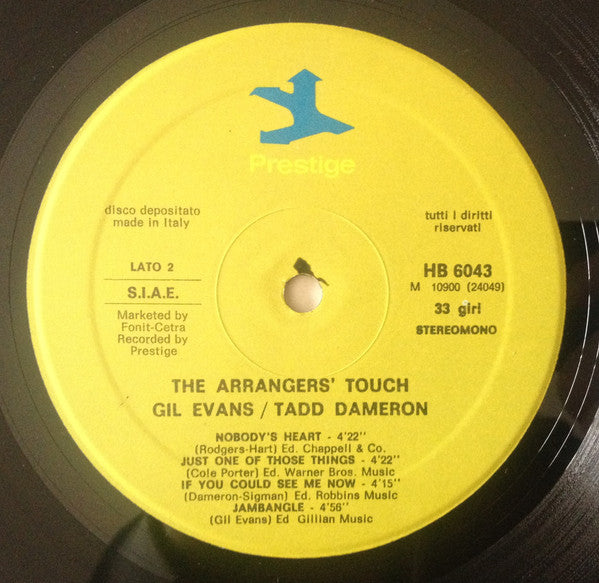 Prestige
disco depositato
made in Italy
tutti i diritti
riservati
LATO 2
S.I.A.E.
Marketed by
Fonit-Cetra
Recorded by
Prestige
HB 6043
M 10900 (24049)
33 giri
STEREOMONO
THE ARRANGERS' TOUCH
GIL EVANS / TADD DAMERON
NOBODY'S HEART - 4'22''
(Rodgers-Hart) Ed. Chappell & Co.
JUST ONE OF THOSE THINGS - 4'22''
(Cole Porter) Ed. Warner Bros. Music
IF YOU COULD SEE ME NOW - 4'15''
(Dameron-Sigman) Ed. Robbins Music
JAMBANGLE - 4'56''
(Gil Evans) Ed Gillian Music